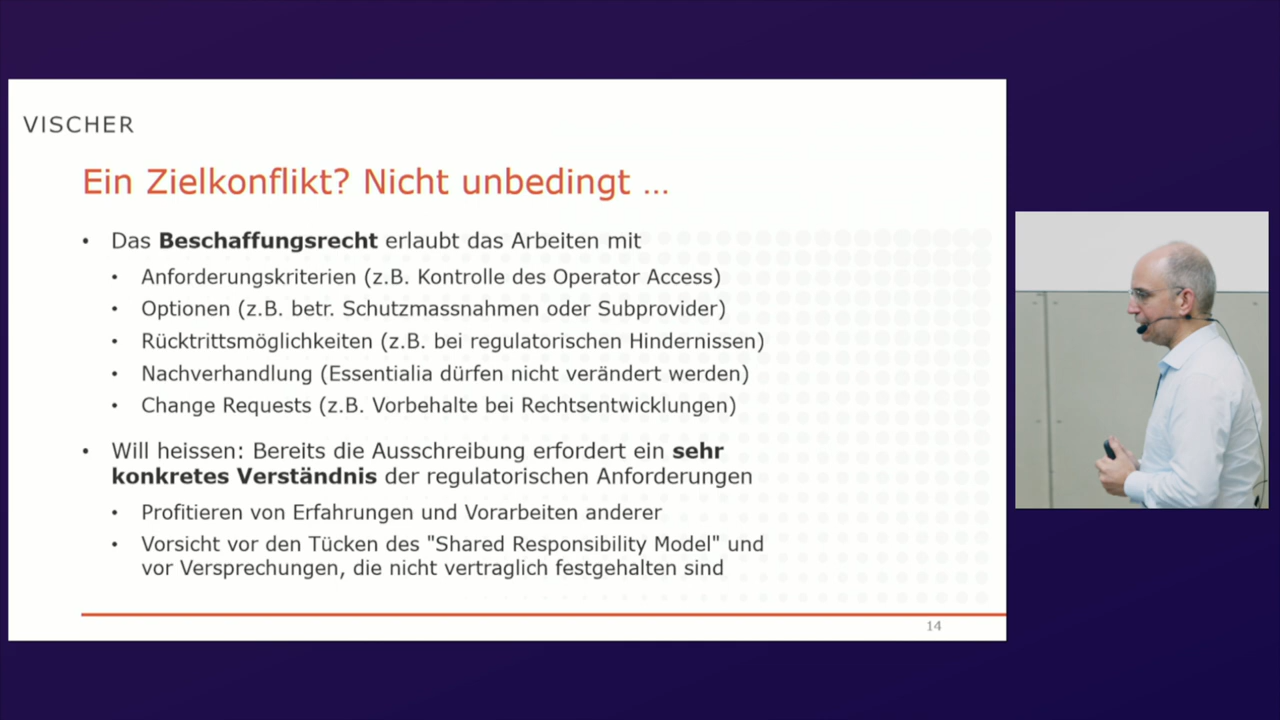 VISCHER
Ein Zielkonflikt? Nicht unbedingt ...
• Das Beschaffungsrecht erlaubt das Arbeiten mit
• Anforderungskriterien (z.B. Kontrolle des Operator Access)
• Optionen (z.B. betr. Schutzmassnahmen oder Subprovider)
• Rücktrittsmöglichkeiten (z.B. bei regulatorischen Hindernissen)
• Nachverhandlung (Essentialia dürfen nicht verändert werden)
• Change Requests (z.B. Vorbehalte bei Rechtsentwicklungen)
• Will heissen: Bereits die Ausschreibung erfordert ein sehr
konkretes Verständnis der regulatorischen Anforderungen
• Profitieren von Erfahrungen und Vorarbeiten anderer
• Vorsicht vor den Tücken des "Shared Responsibility Model" und
vor Versprechungen, die nicht vertraglich festgehalten sind
14